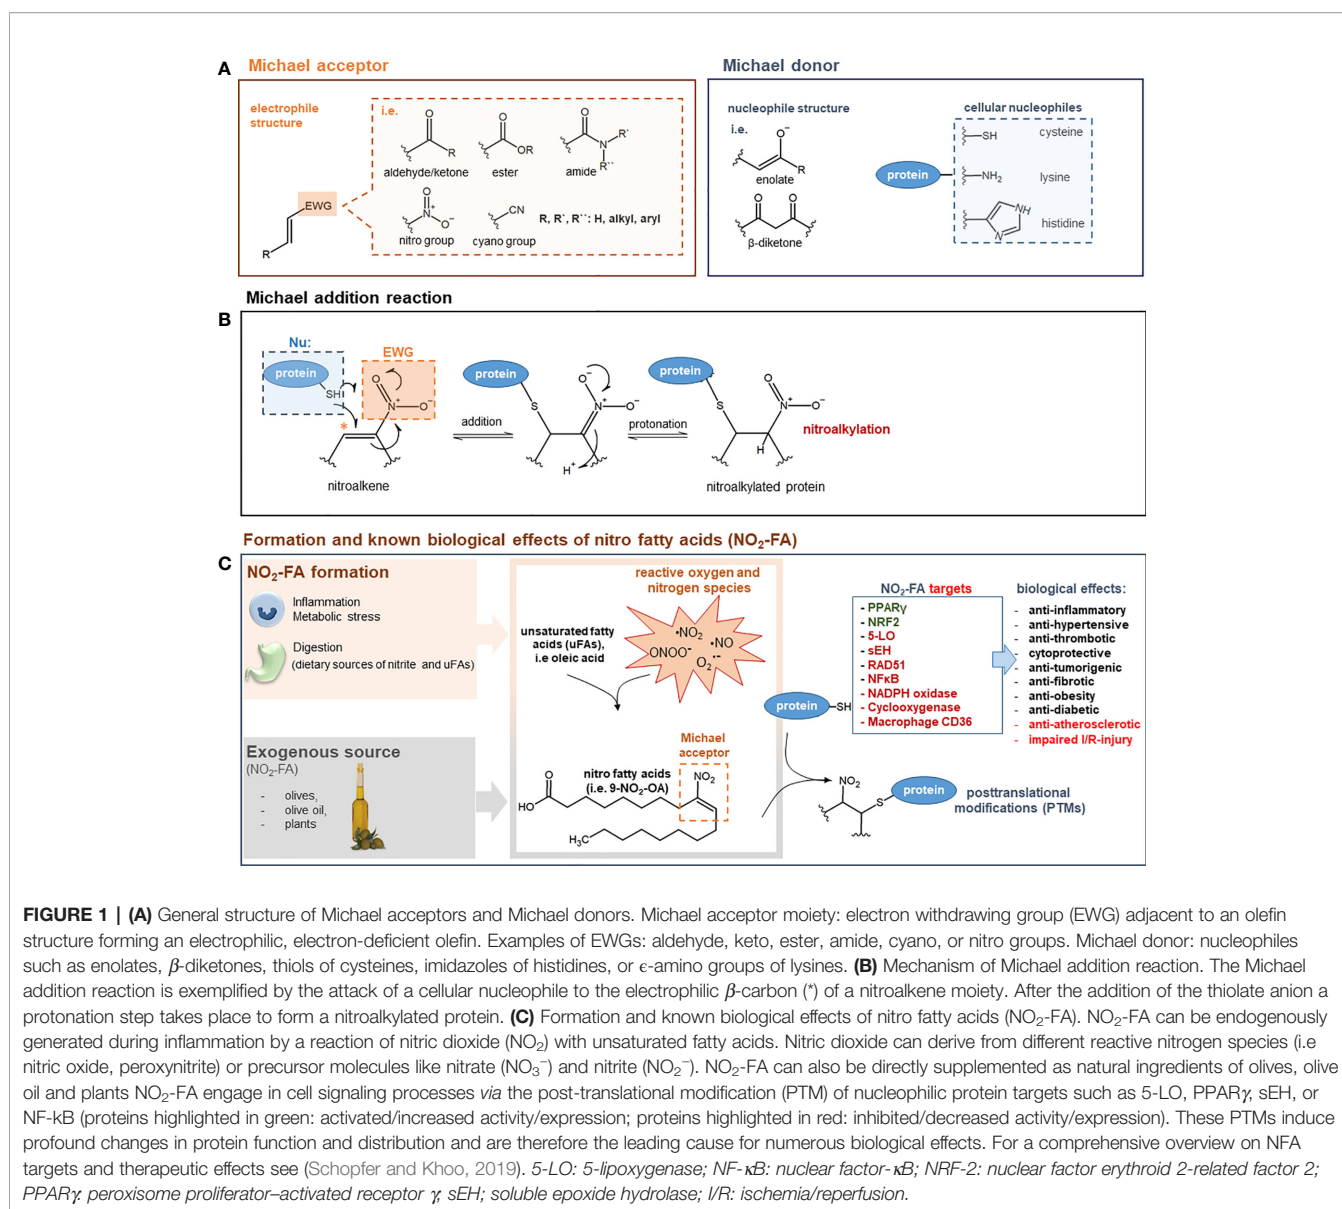 A
Michael acceptor
electrophile
structure
EWG
R
i.e.
O
R
aldehyde/ketone
O
OR
ester
O
N
R`
R``
amide
O
N+
O−
nitro group
CN
cyano group
R, R`, R``: H, alkyl, aryl
Michael donor
nucleophile structure
i.e.
O−
R
enolate
O O
β-diketone
cellular nucleophiles
protein
SH
cysteine
NH2
lysine
NH
N
histidine
Michael addition reaction
B
Nu:
protein
SH
EWG
O
N+
O−
*
nitroalkene
addition
protein
S
O−
N+
O−
H+
protonation
protein
S
O
N+
O−
H
nitroalkylation
nitroalkylated protein
Formation and known biological effects of nitro fatty acids (NO2-FA)
C
NO2-FA formation
Inflammation
Metabolic stress
Digestion
(dietary sources of nitrite and uFAs)
Exogenous source
(NO2-FA)
- olives,
- olive oil,
- plants
reactive oxygen and
nitrogen species
unsaturated fatty
acids (uFAs),
i.e oleic acid
•NO2
•NO
ONOO−
O2•−
Michael
acceptor
nitro fatty acids
(i.e. 9-NO2-OA)
NO2
O
HO
H3C
protein
SH
NO2-FA targets
- PPARγ
- NRF2
- 5-LO
- sEH
- RAD51
- NFκB
- NADPH oxidase
- Cyclooxygenase
- Macrophage CD36
biological effects:
- anti-inflammatory
- anti-hypertensive
- anti-thrombotic
- cytoprotective
- anti-tumorigenic
- anti-fibrotic
- anti-obesity
- anti-diabetic
- anti-atherosclerotic
- impaired I/R-injury
NO2
S
protein
posttranslational
modifications (PTMs)
FIGURE 1 | (A) General structure of Michael acceptors and Michael donors. Michael acceptor moiety: electron withdrawing group (EWG) adjacent to an olefin
structure forming an electrophilic, electron-deficient olefin. Examples of EWGs: aldehyde, keto, ester, amide, cyano, or nitro groups. Michael donor: nucleophiles
such as enolates, β-diketones, thiols of cysteines, imidazoles of histidines, or ϵ-amino groups of lysines. (B) Mechanism of Michael addition reaction. The Michael
addition reaction is exemplified by the attack of a cellular nucleophile to the electrophilic β-carbon (*) of a nitroalkene moiety. After the addition of the thiolate anion a
protonation step takes place to form a nitroalkylated protein. (C) Formation and known biological effects of nitro fatty acids (NO2-FA). NO2-FA can be endogenously
generated during inflammation by a reaction of nitric dioxide (NO2) with unsaturated fatty acids. Nitric dioxide can derive from different reactive nitrogen species (i.e
nitric oxide, peroxynitrite) or precursor molecules like nitrate (NO3−) and nitrite (NO2−). NO2-FA can also be directly supplemented as natural ingredients of olives, olive
oil and plants NO2-FA engage in cell signaling processes via the post-translational modification (PTM) of nucleophilic protein targets such as 5-LO, PPARγ, sEH, or
NF-kB (proteins highlighted in green: activated/increased activity/expression; proteins highlighted in red: inhibited/decreased activity/expression). These PTMs induce
profound changes in protein function and distribution and are therefore the leading cause for numerous biological effects. For a comprehensive overview on NFA
targets and therapeutic effects see (Schopfer and Khoo, 2019). 5-LO: 5-lipoxygenase; NF-κB: nuclear factor-κB; NRF-2: nuclear factor erythroid 2-related factor 2;
PPARγ: peroxisome proliferator–activated receptor γ; sEH; soluble epoxide hydrolase; I/R: ischemia/reperfusion.